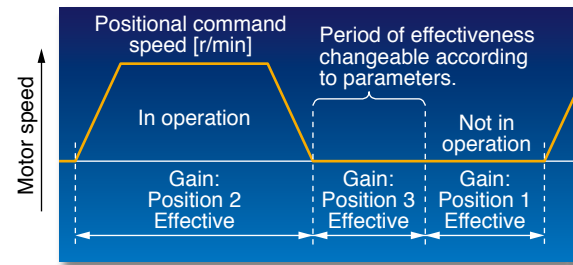 Motor speed
Positional command
speed [r/min]
Period of effectiveness
changeable according
to parameters.
In operation
Not in
operation
Gain:
Position 2
Effective
Gain:
Position 3
Effective
Gain:
Position 1
Effective